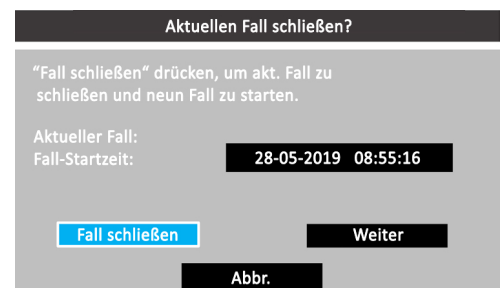 Aktuellen Fall schließen?
“Fall schließen“ drücken, um akt. Fall zu
schließen und neun Fall zu starten.
Aktueller Fall:
Fall-Startzeit: 28-05-2019 08:55:16
Fall schließen Weiter
Abbr.